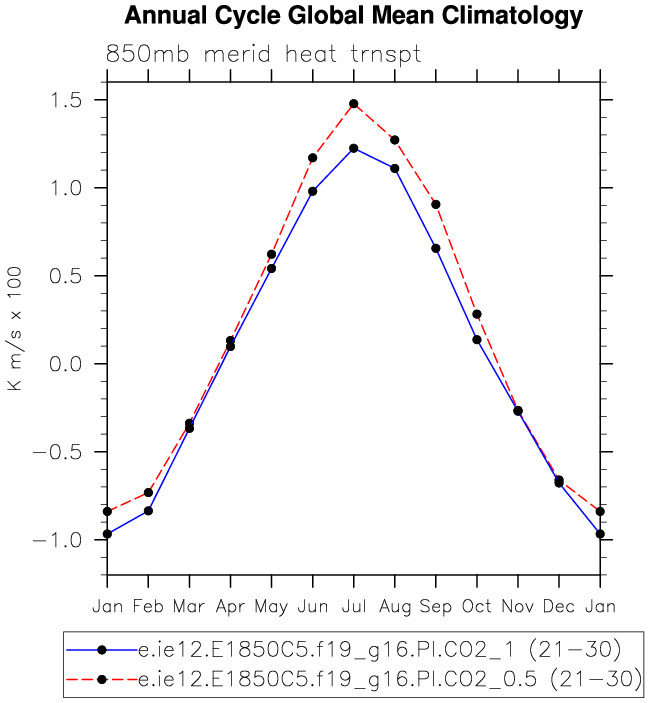 Annual Cycle Global Mean Climatology
850mb merid heat trnspt
1.5
1.0
0.5
0.0
−0.5
−1.0
K m/s x 100
Jan Feb Mar Apr May Jun Jul Aug Sep Oct Nov Dec Jan
e.ie12.E1850C5.f19_g16.PI.CO2_1 (21−30)
e.ie12.E1850C5.f19_g16.PI.CO2_0.5 (21−30)